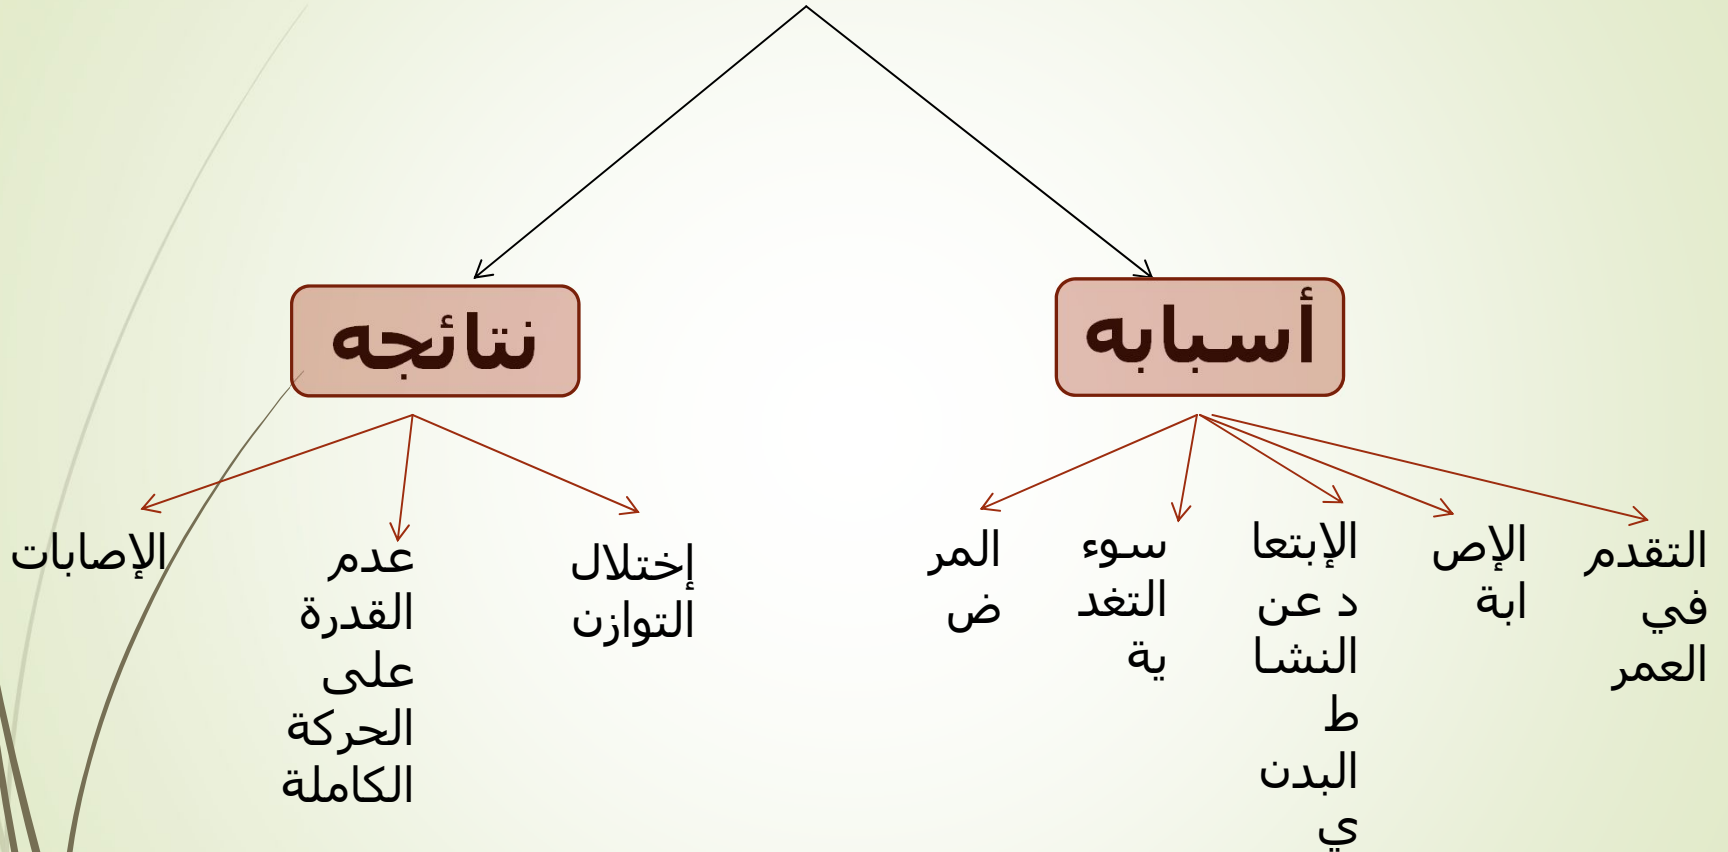 أسبابه
التقدم
في
العمر
الإص
ابة
الإبتعا
د عن
النشا
ط
البدن
ي
سوء
التغد
ية
المر
ض
نتائجه
إختلال
التوازن
عدم
القدرة
على
الحركة
الكاملة
الإصابات